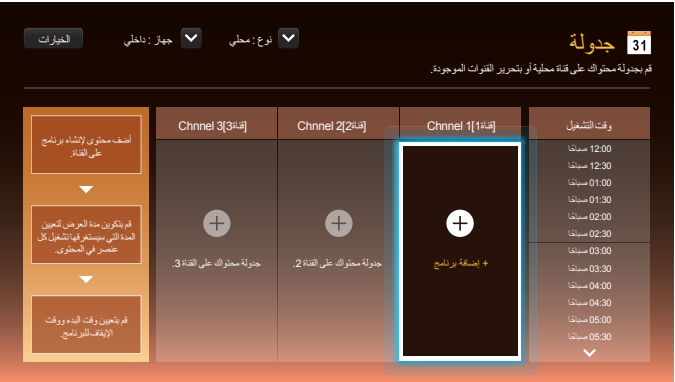 31 جدولة
نوع : محلي
جهاز : داخلي
الخيارات
قم بجدولة محتواك على قناة محلية أو بتحرير القنوات الموجودة.
وقت التشغيل
Chnnel 1[قناة1]
Chnnel 2[قناة2]
Chnnel 3[قناة3]
12:00 صباحًا
12:30 صباحًا
01:00 صباحًا
01:30 صباحًا
02:00 صباحًا
02:30 صباحًا
03:00 صباحًا
03:30 صباحًا
04:00 صباحًا
04:30 صباحًا
05:00 صباحًا
05:30 صباحًا
+ إضافة برنامج
جدولة محتواك على القناة 2.
جدولة محتواك على القناة 3.
أضف محتوى لإنشاء برنامج
على القناة.
قم بتكوين مدة العرض لتعيين
المدة التي سيستغرقها تشغيل كل
عنصر في المحتوى.
قم بتعيين وقت البدء ووقت
الإيقاف للبرنامج.